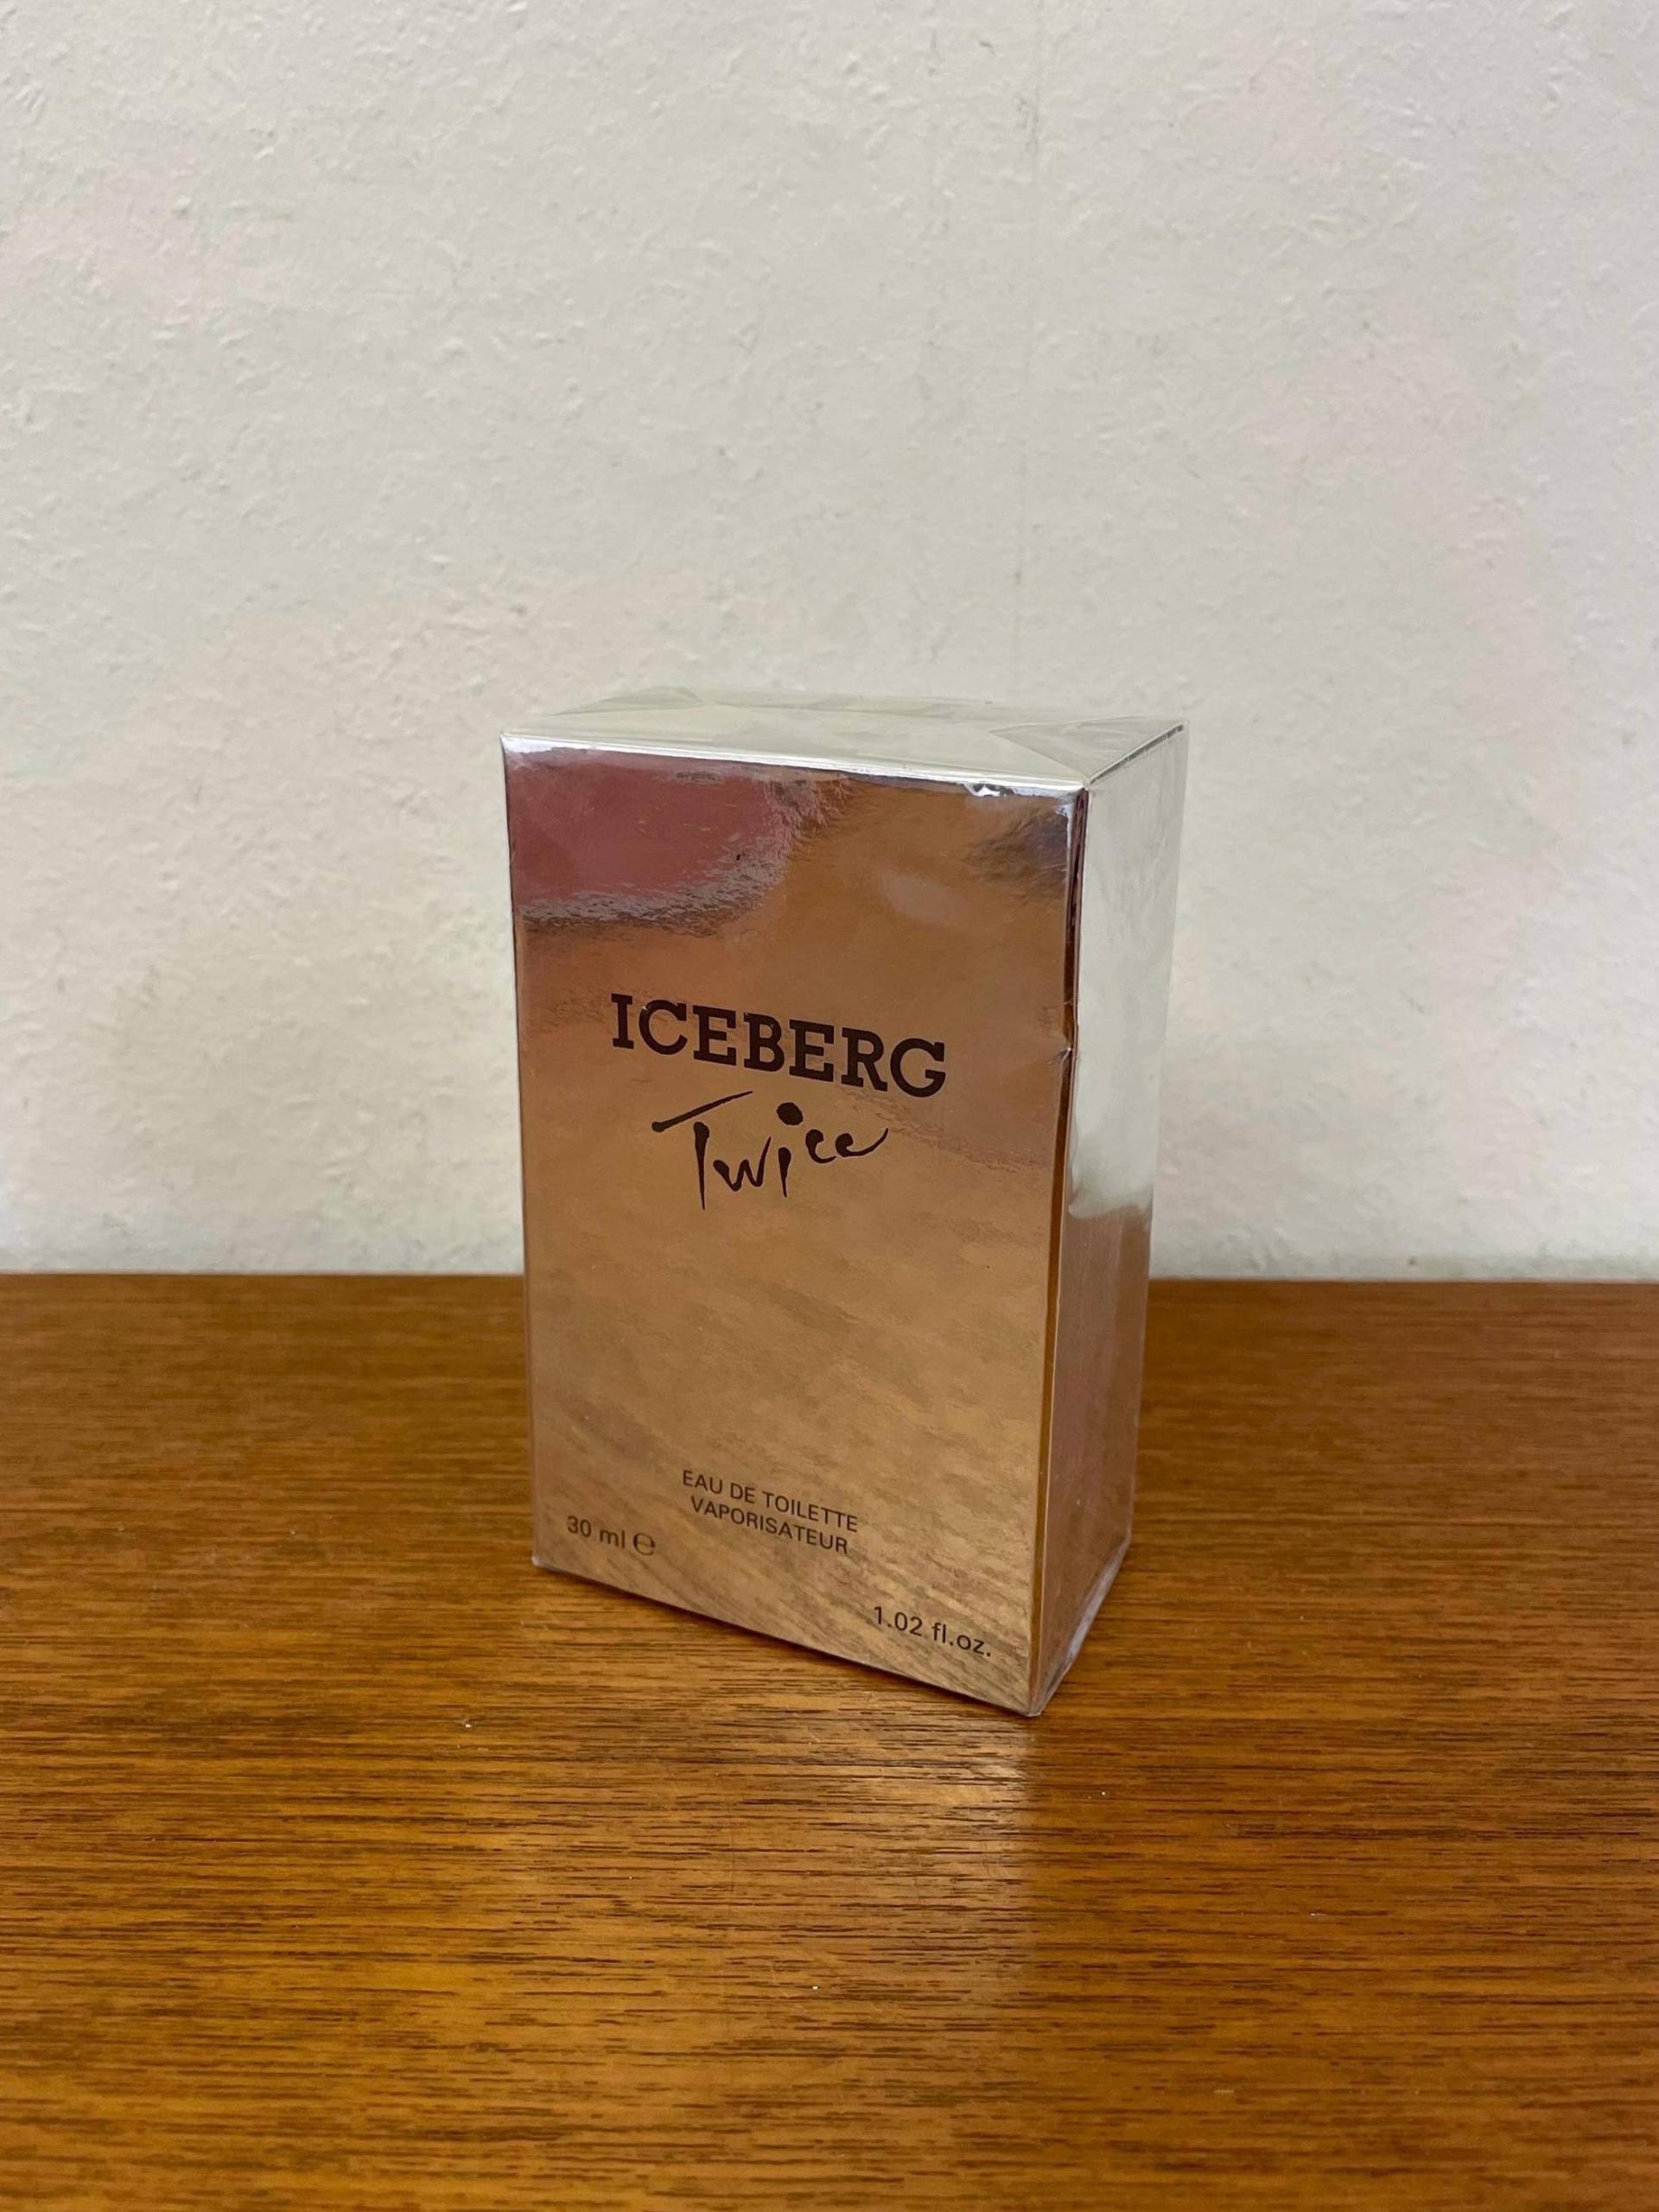 ICEBERG
Twice
EAU DE TOILETTE
VAPORISATEUR
30 ml ℮
1.02 fl.oz.